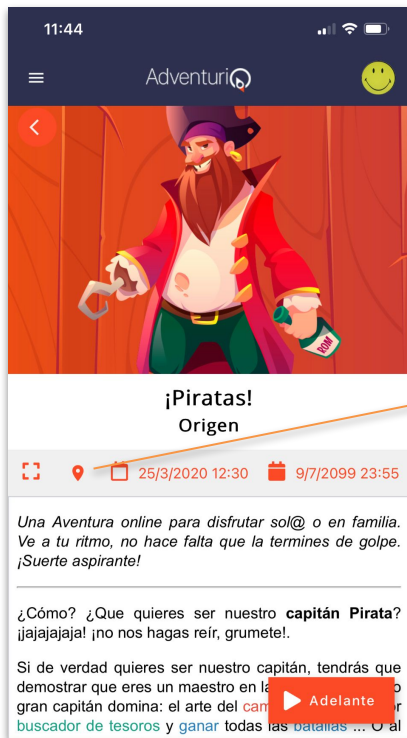 11:44
Adventuri
ROM
¡Piratas!
Origen
25/3/2020 12:30 9/7/2099 23:55
Una Aventura online para disfrutar sol@ o en familia.
Ve a tu ritmo, no hace falta que la termines de golpe.
¡Suerte aspirante!
¿Cómo? ¿Que quieres ser nuestro capitán Pirata?
¡jajajajaja! ¡no nos hagas reír, grumete!.
Si de verdad quieres ser nuestro capitán, tendrás que
demostrar que eres un maestro en
gran capitán domina: el arte del
Adelante
buscador de tesoros y ganar todas las batallas ... O al